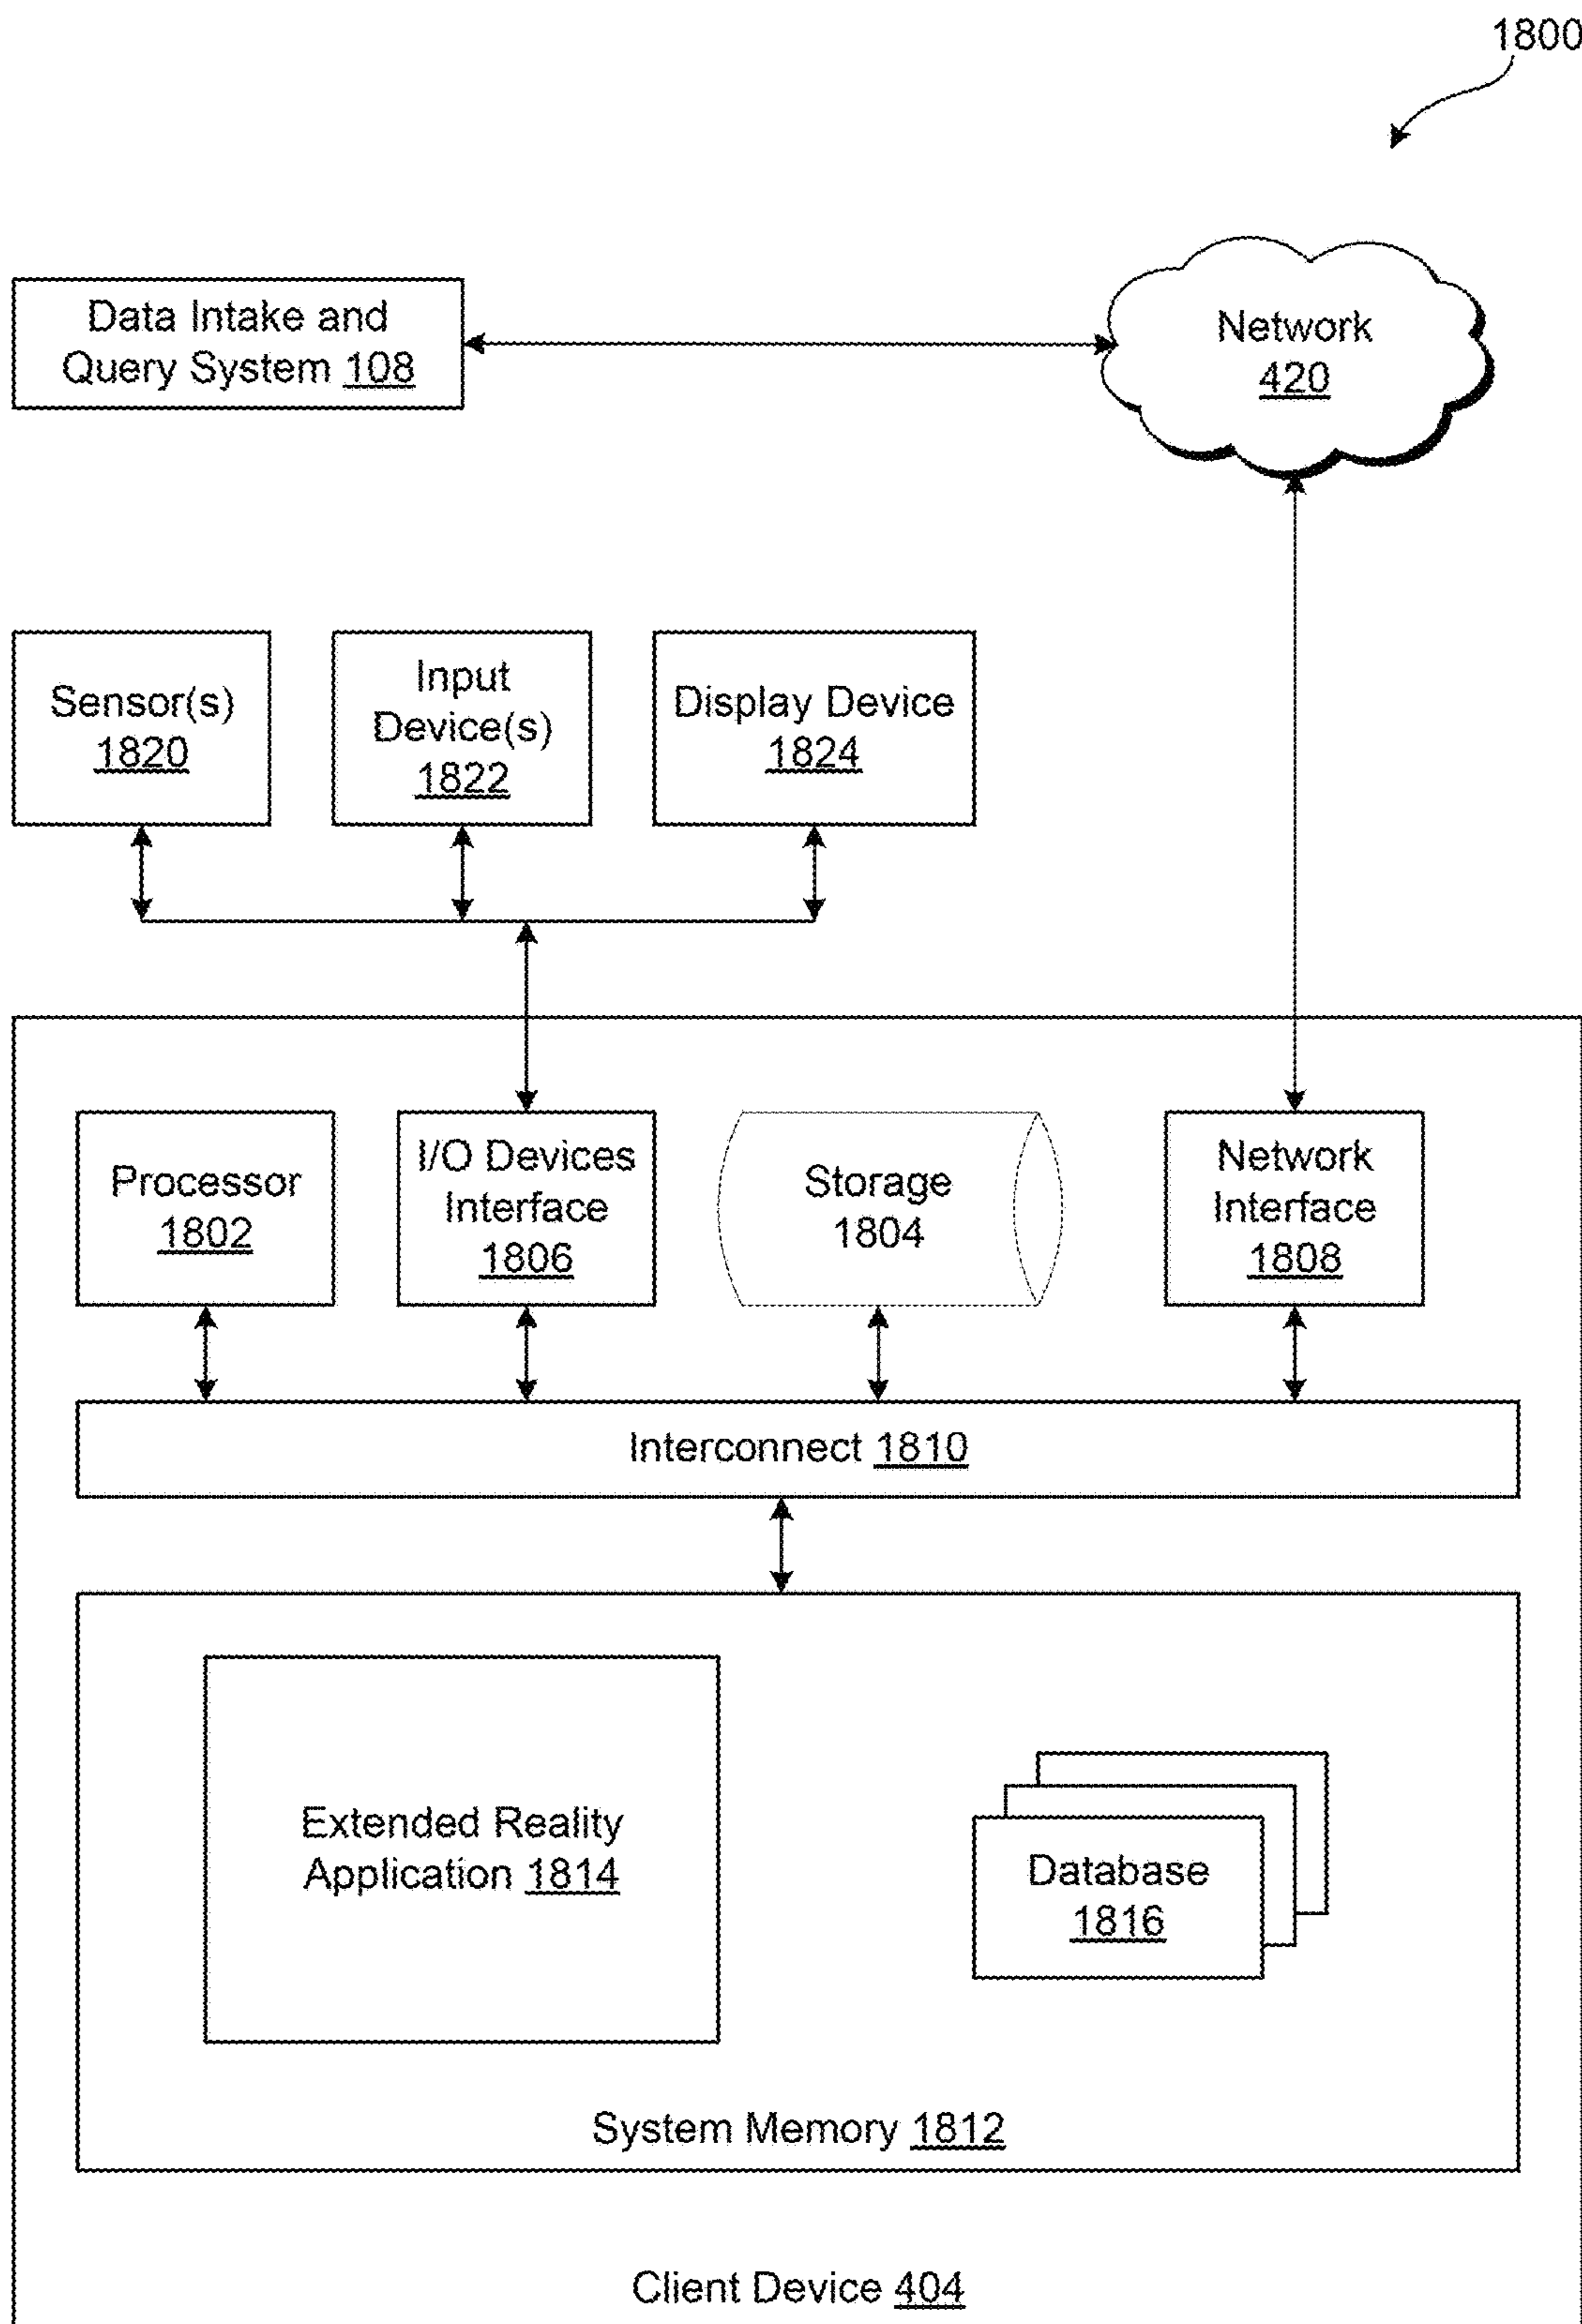 1800
Data Intake and
Query System 108
Network
420
Sensor(s)
1820
Input
Device(s)
1822
Display Device
1824
Processor
1802
I/O Devices
Interface
1806
Storage
1804
Network
Interface
1808
Interconnect 1810
Extended Reality
Application 1814
Database
1816
System Memory 1812
Client Device 404